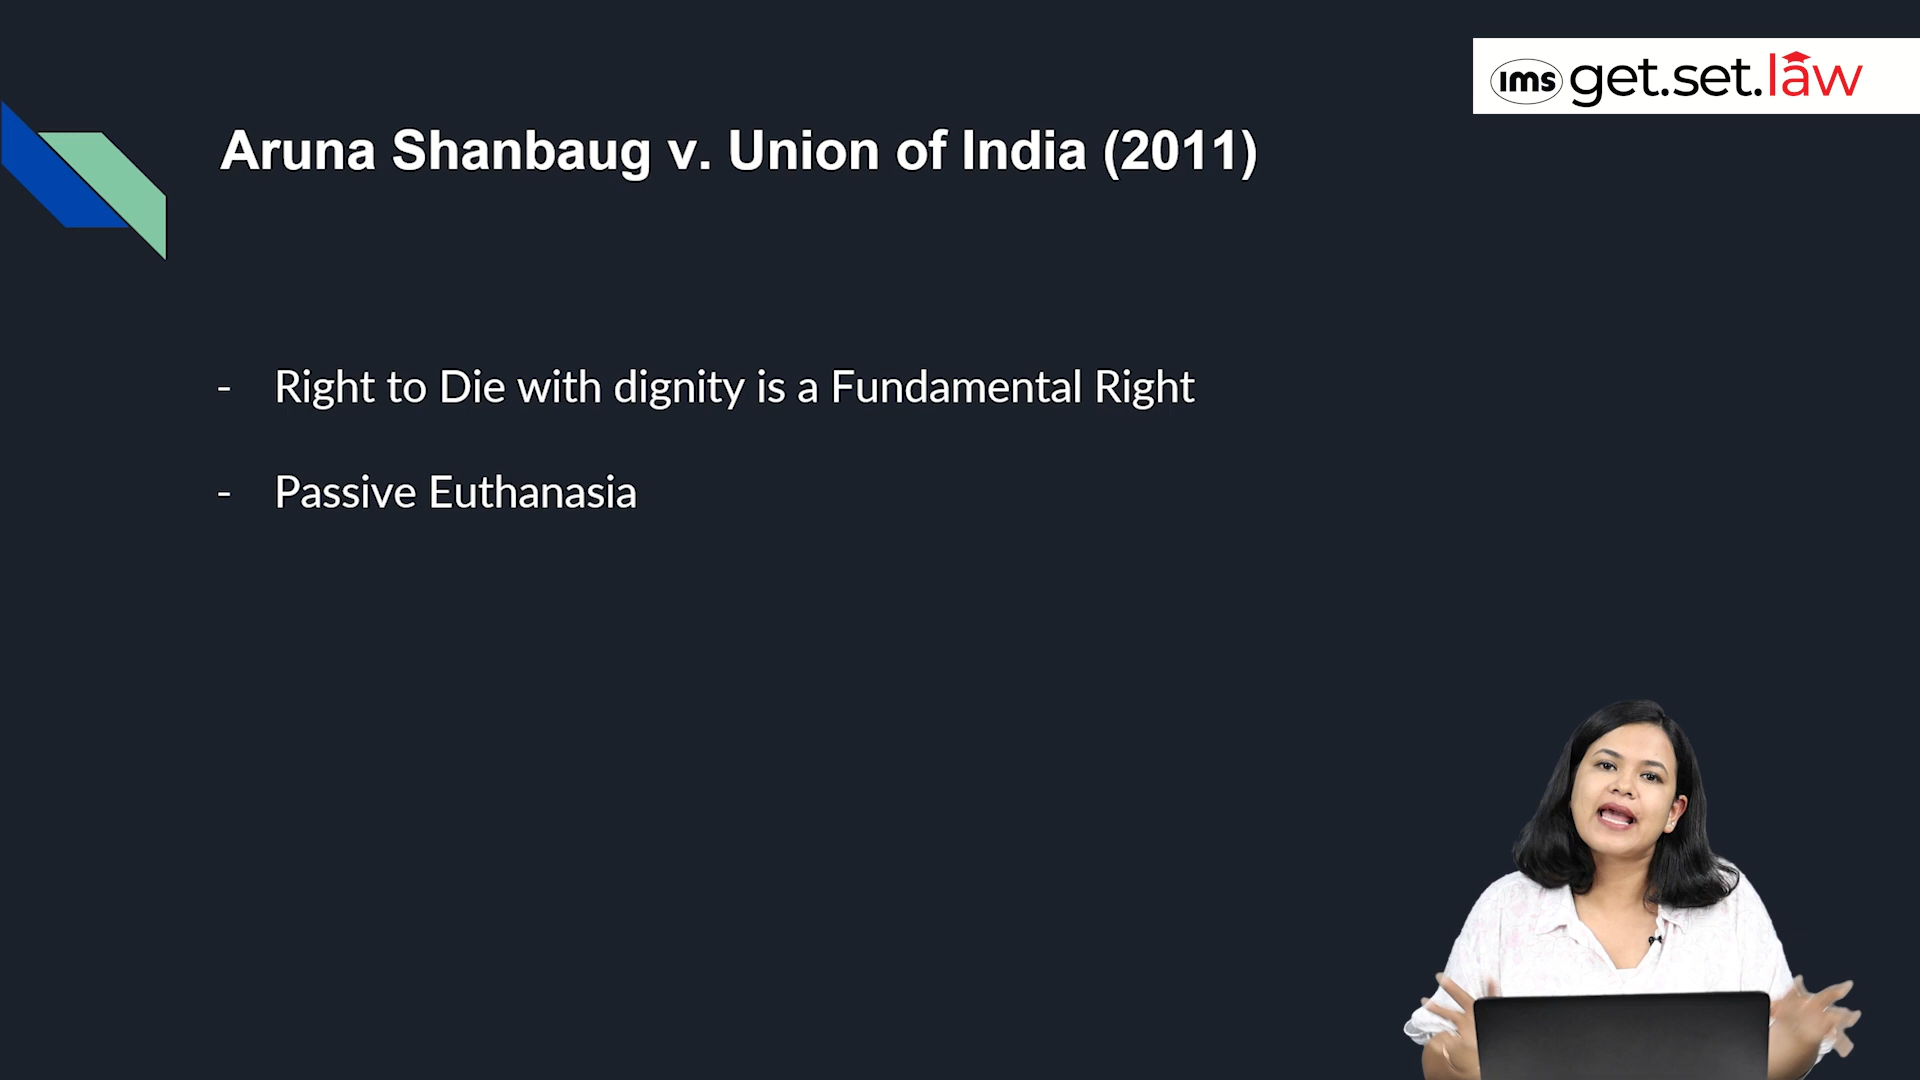 ims get.set.law
Aruna Shanbaug v. Union of India (2011)
- Right to Die with dignity is a Fundamental Right
- Passive Euthanasia